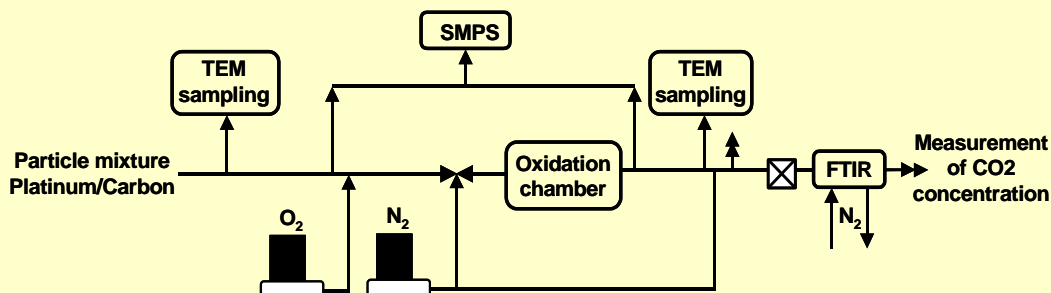 SMPS
TEM
sampling
TEM
sampling
Particle mixture
Platinum/Carbon
Oxidation
chamber
FTIR
Measurement
of CO2
concentration
O₂
N₂
N₂